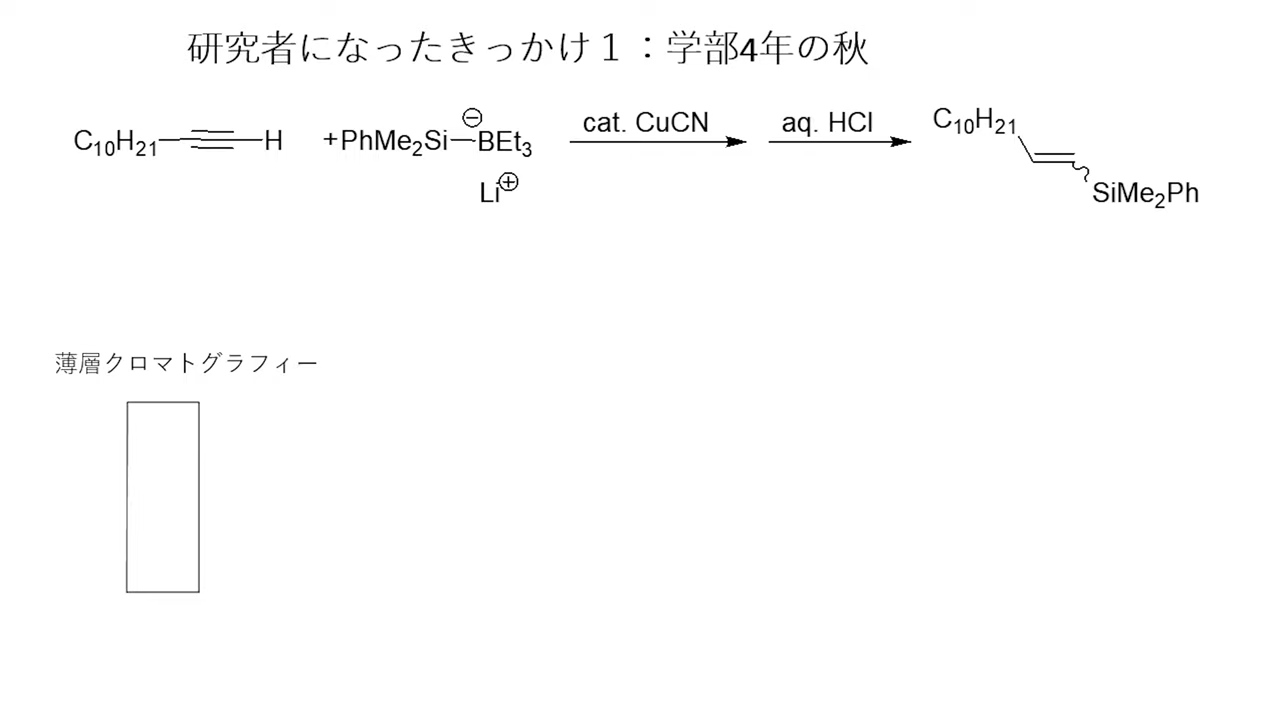 研究者になったきっかけ１：学部4年の秋
C10H21 H +PhMe2Si BEt3 cat. CuCN aq. HCl C10H21
⊖
Li⊕
SiMe2Ph
薄層クロマトグラフィー